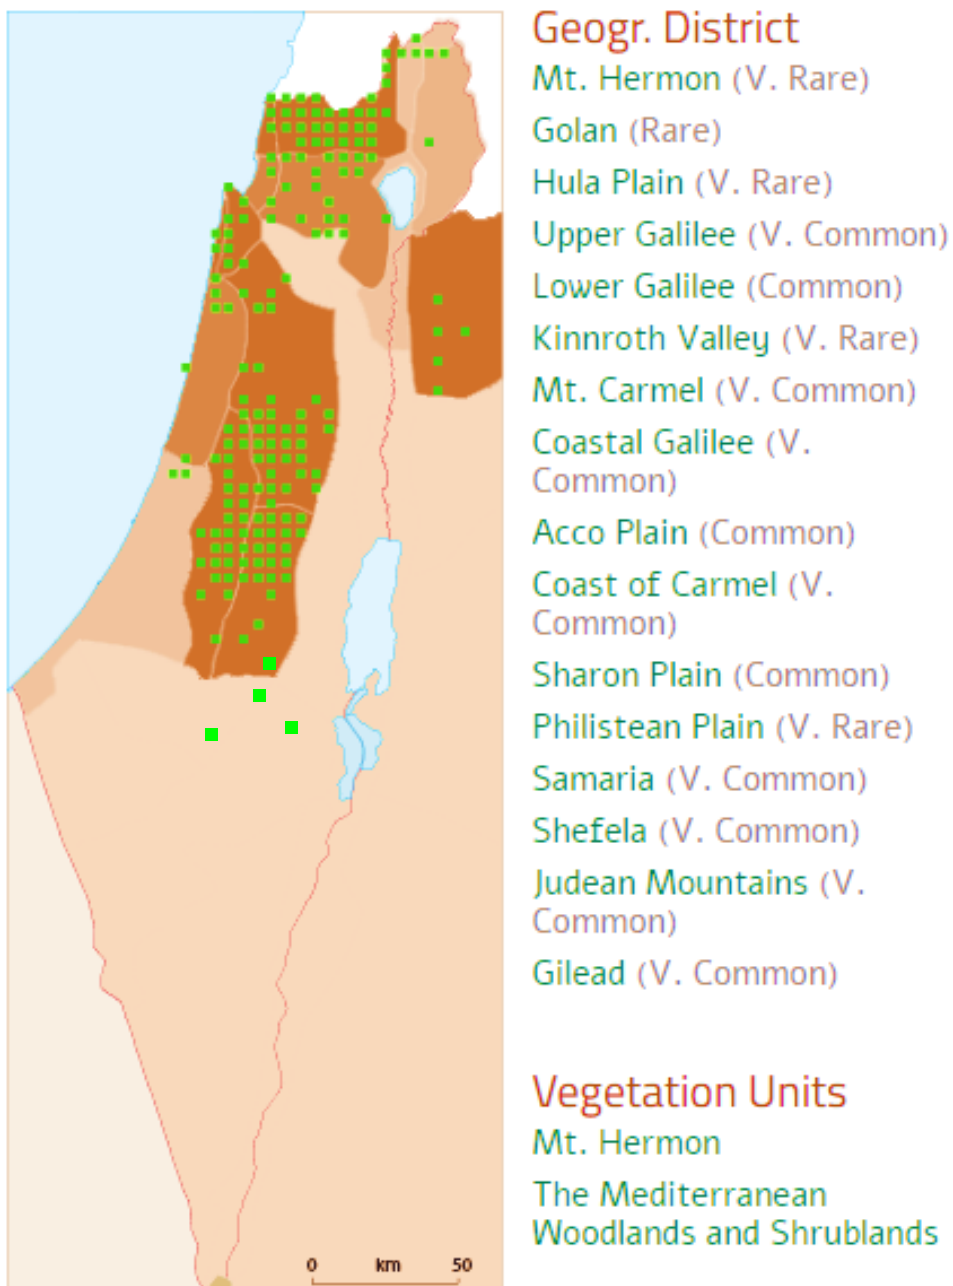 Geogr. District
Mt. Hermon (V. Rare)
Golan (Rare)
Hula Plain (V. Rare)
Upper Galilee (V. Common)
Lower Galilee (Common)
Kinnroth Valley (V. Rare)
Mt. Carmel (V. Common)
Coastal Galilee (V.
Common)
Acco Plain (Common)
Coast of Carmel (V.
Common)
Sharon Plain (Common)
Philistean Plain (V. Rare)
Samaria (V. Common)
Shefela (V. Common)
Judean Mountains (V.
Common)
Gilead (V. Common)
Vegetation Units
Mt. Hermon
The Mediterranean
Woodlands and Shrublands
0 km 50